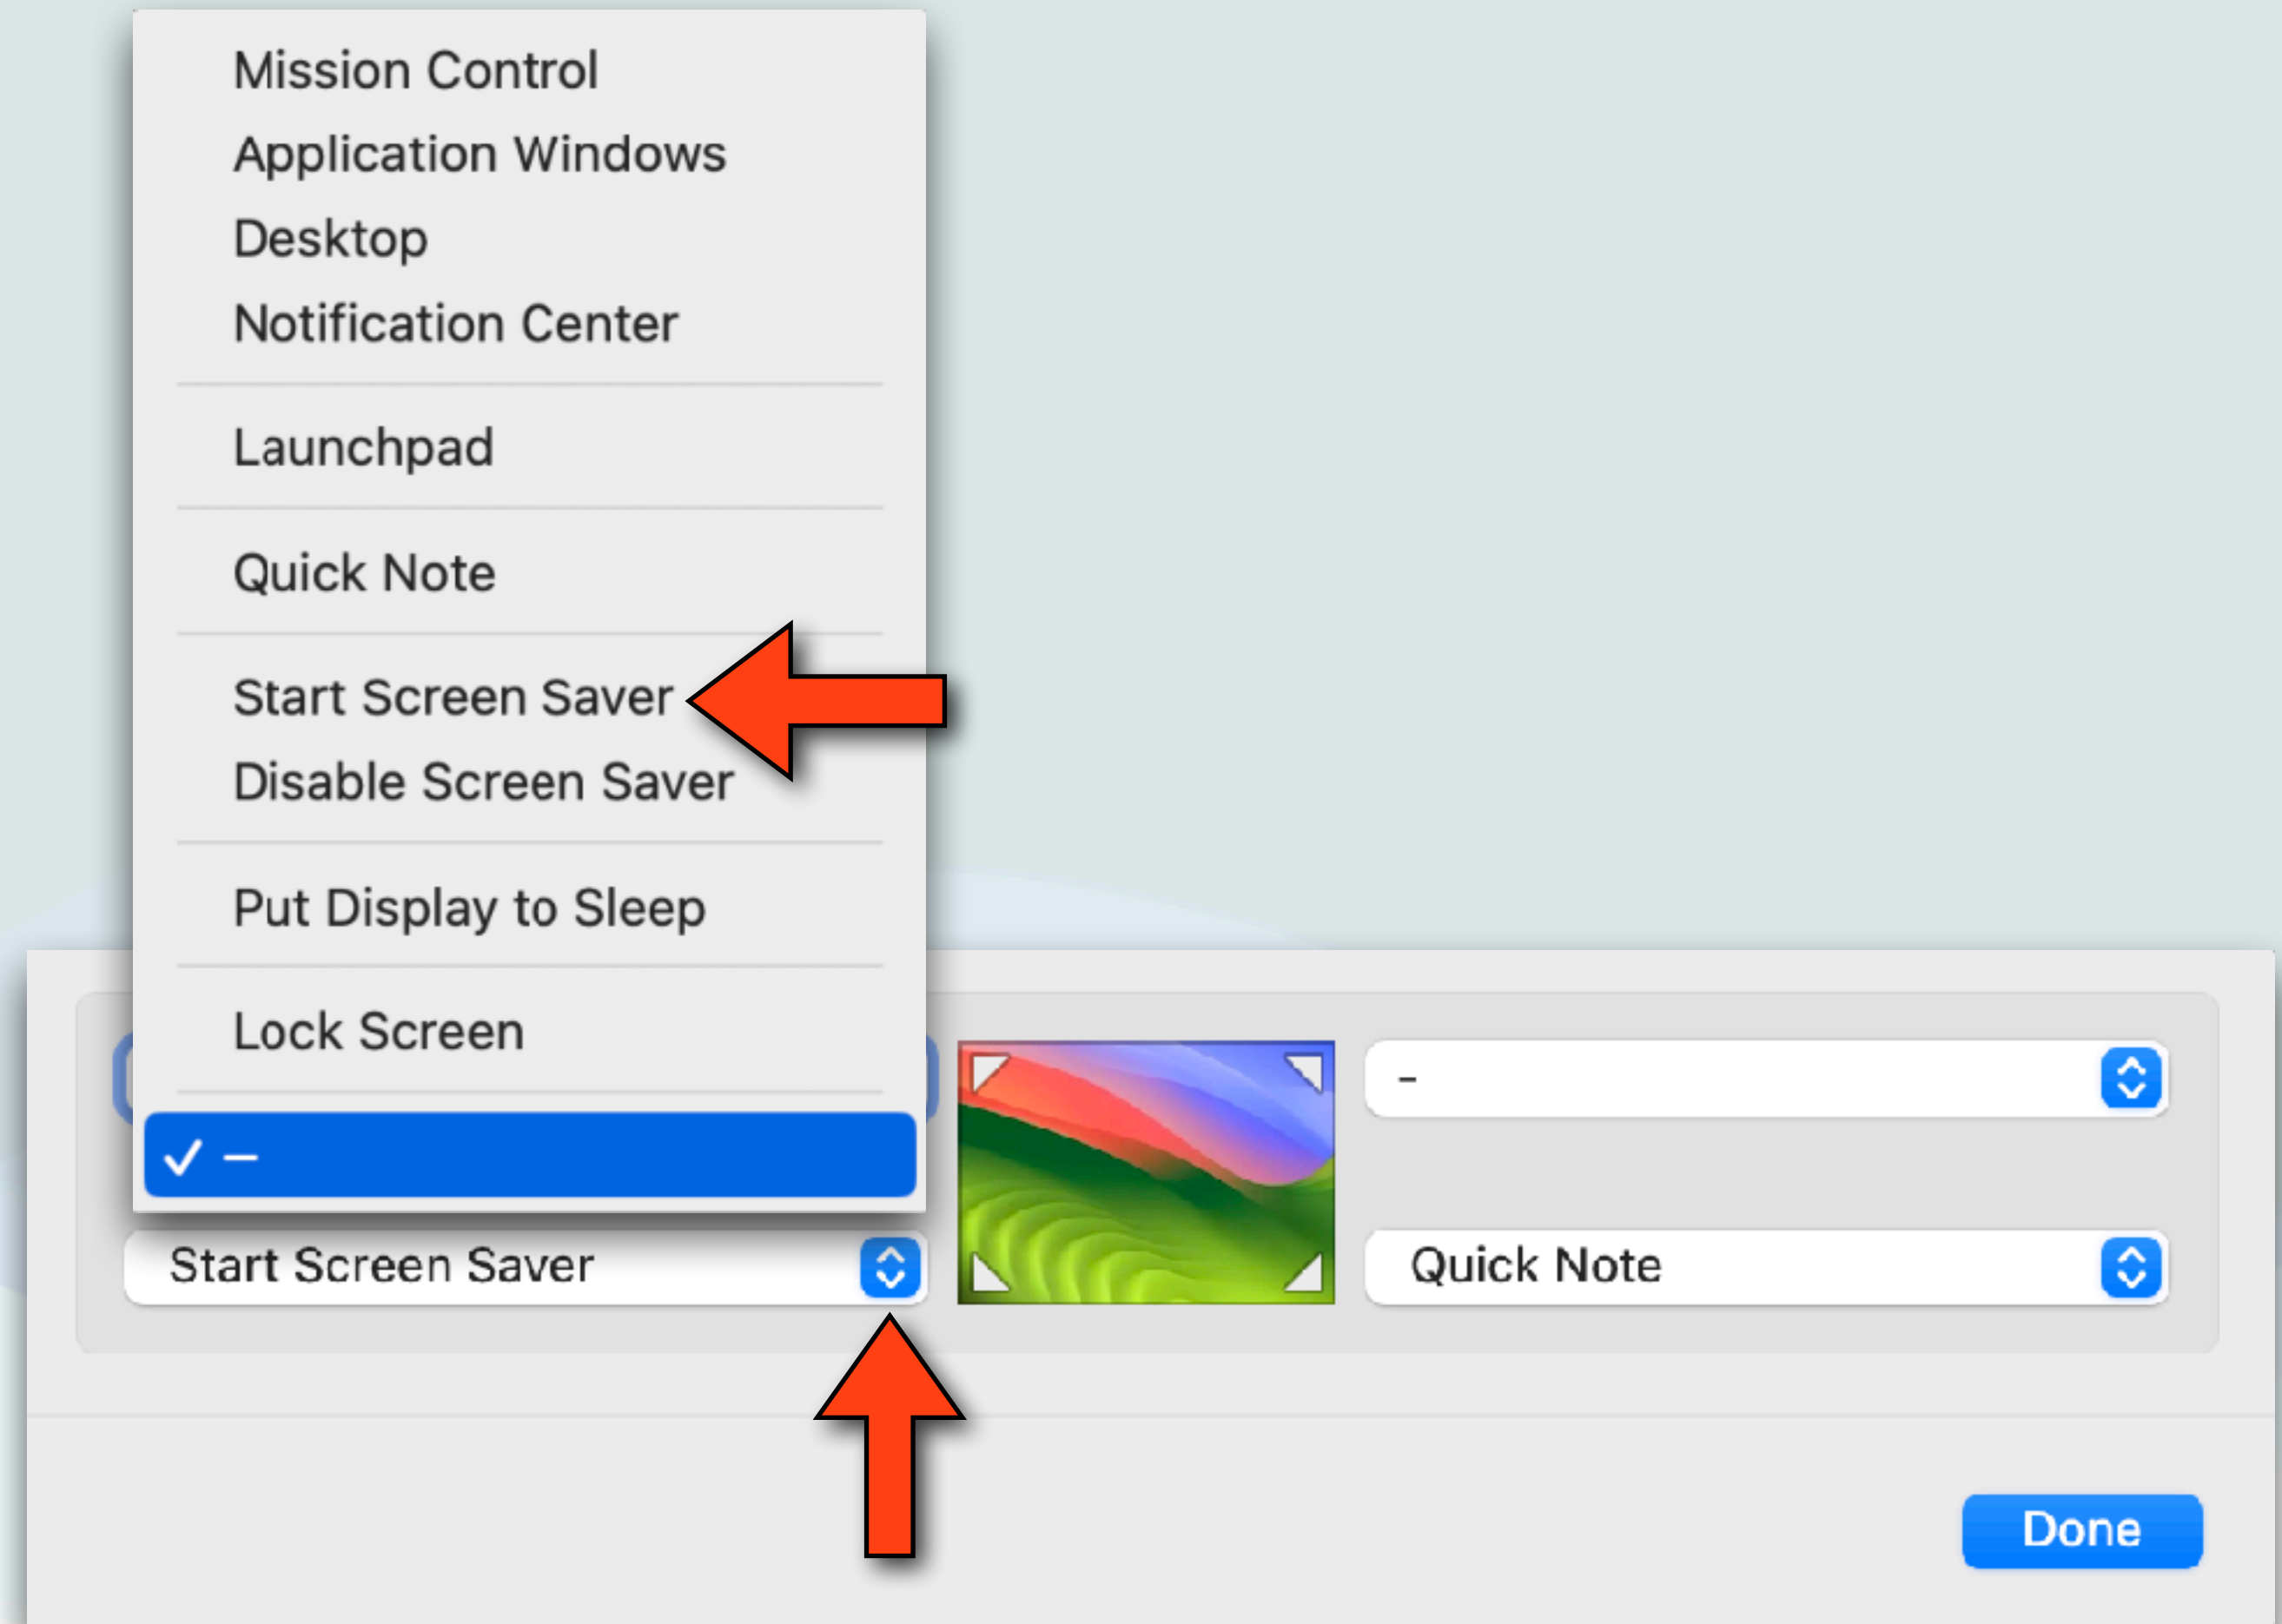 Mission Control
Application Windows
Desktop
Notification Center
Launchpad
Quick Note
Start Screen Saver
Disable Screen Saver
Put Display to Sleep
Lock Screen
✓ –
-
Start Screen Saver
Quick Note
Done